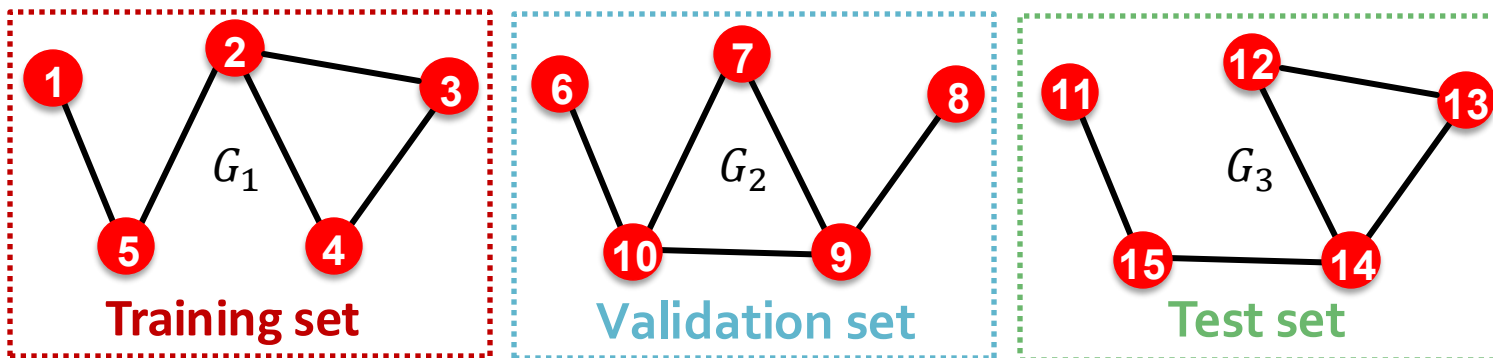 1 2 3 4 5 G₁
Training set
6 7 8 9 10 G₂
Validation set
11 12 13 14 15 G₃
Test set